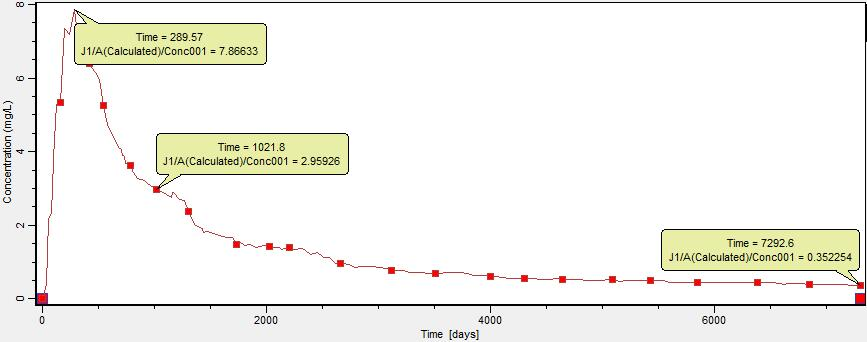 8
Time = 289.57
J1/A(Calculated)/Conc001 = 7.86633
6
Concentration (mg/L)
4
Time = 1021.8
J1/A(Calculated)/Conc001 = 2.95926
2
Time = 7292.6
J1/A(Calculated)/Conc001 = 0.352254
0
0 2000 4000 6000
Time [days]